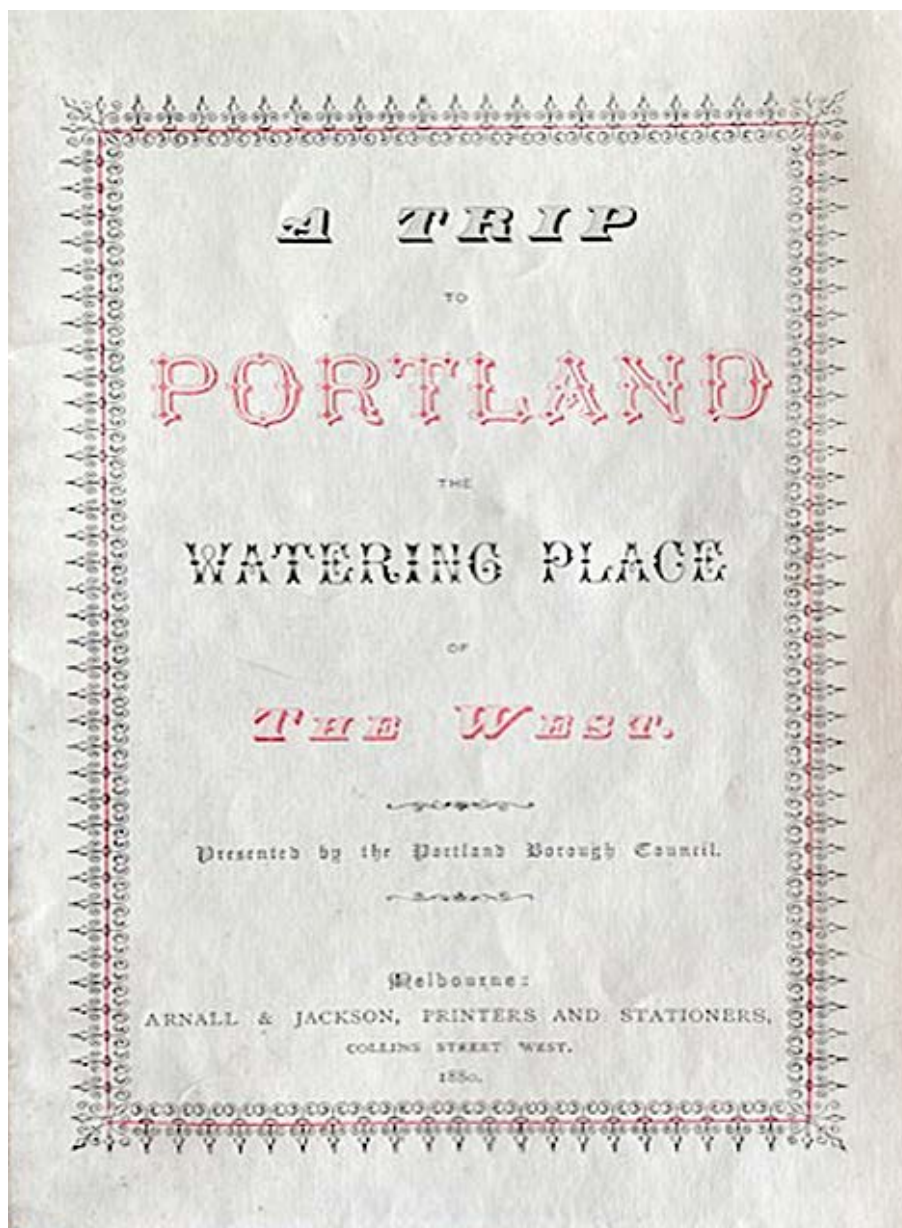 A TRIP
TO
PORTLAND
THE
WATERING PLACE
OF
THE WEST.
Presented by the Portland Borough Council.
Melbourne:
ARNALL & JACKSON, PRINTERS AND STATIONERS,
COLLINS STREET WEST.
1880.